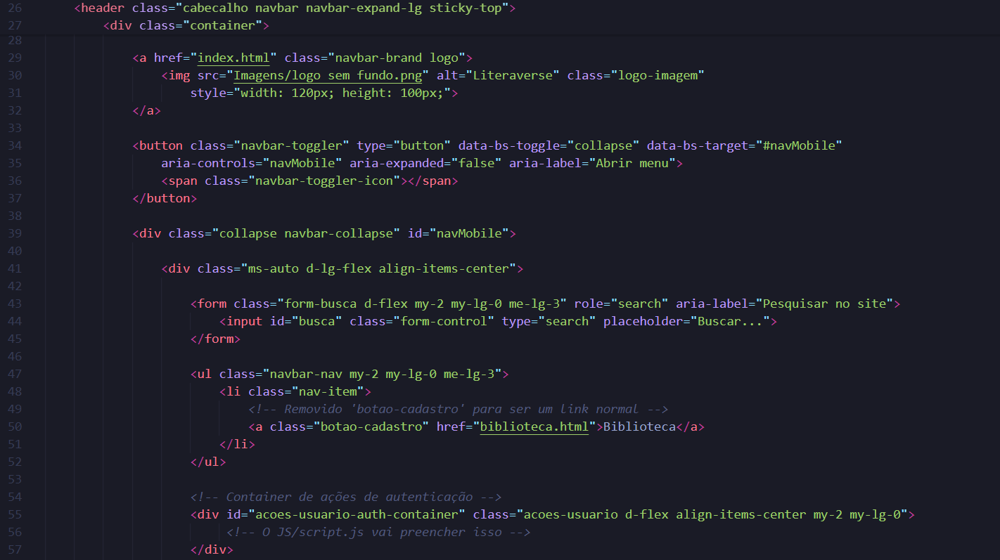 26 <header class="cabecalho navbar navbar-expand-lg sticky-top">
27 <div class="container">
28
29 <a href="index.html" class="navbar-brand logo">
30 <img src="Imagens/logo sem fundo.png" alt="Literaverse" class="logo-imagem"
31 style="width: 120px; height: 100px;">
32 </a>
33
34 <button class="navbar-toggler" type="button" data-bs-toggle="collapse" data-bs-target="#navMobile"
35 aria-controls="navMobile" aria-expanded="false" aria-label="Abrir menu">
36 <span class="navbar-toggler-icon"></span>
37 </button>
38
39 <div class="collapse navbar-collapse" id="navMobile">
40
41 <div class="ms-auto d-lg-flex align-items-center">
42
43 <form class="form-busca d-flex my-2 my-lg-0 me-lg-3" role="search" aria-label="Pesquisar no site">
44 <input id="busca" class="form-control" type="search" placeholder="Buscar...">
45 </form>
46
47 <ul class="navbar-nav my-2 my-lg-0 me-lg-3">
48 <li class="nav-item">
49 <!-- Removido 'botao-cadastro' para ser um link normal -->
50 <a class="botao-cadastro" href="biblioteca.html">Biblioteca</a>
51 </li>
52 </ul>
53
54 <!-- Container de ações de autenticação -->
55 <div id="acoes-usuario-auth-container" class="acoes-usuario d-flex align-items-center my-2 my-lg-0">
56 <!-- O JS/script.js vai preencher isso -->
57 </div>